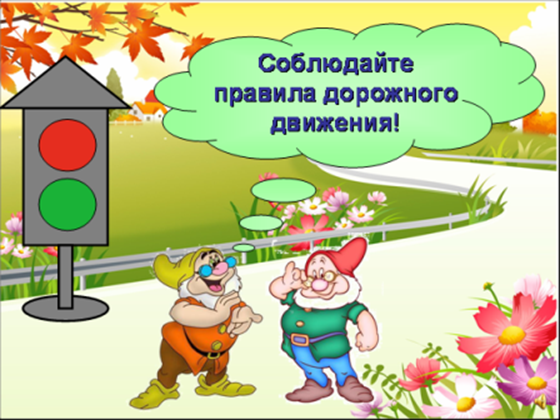 Соблюдайте
правила дорожного
движения!